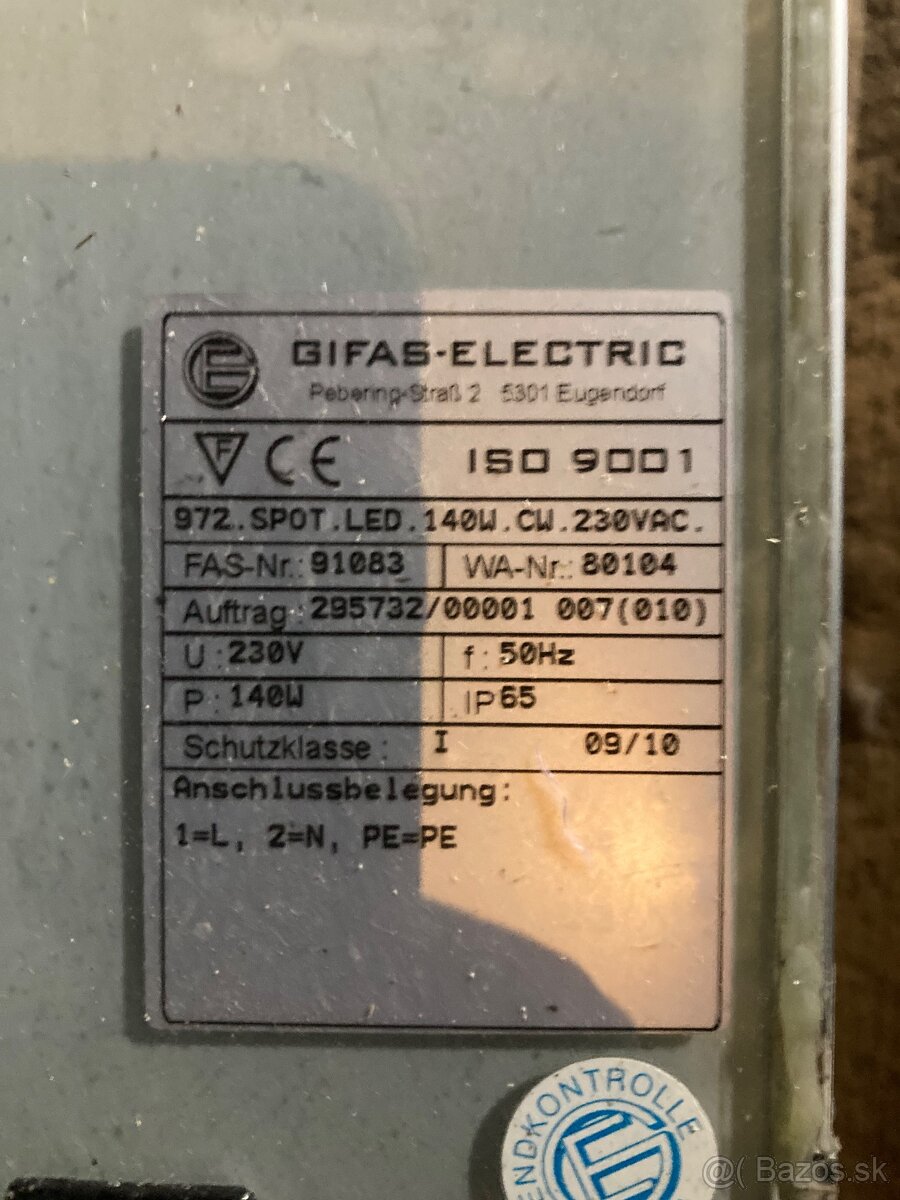 GIFAS-ELECTRIC
Pebering-Straß 2 5301 Eugendorf
F CE ISO 9001
972.SPOT.LED.140W.CW.230VAC.
FAS-Nr.: 91083 WA-Nr.: 80104
Auftrag: 295732/00001 007(010)
U : 230V f: 50Hz
P : 140W IP65
Schutzklasse : I 09/10
Anschlussbelegung:
1=L, 2=N, PE=PE
ENDKONTROLLE
@( Bazos.sk